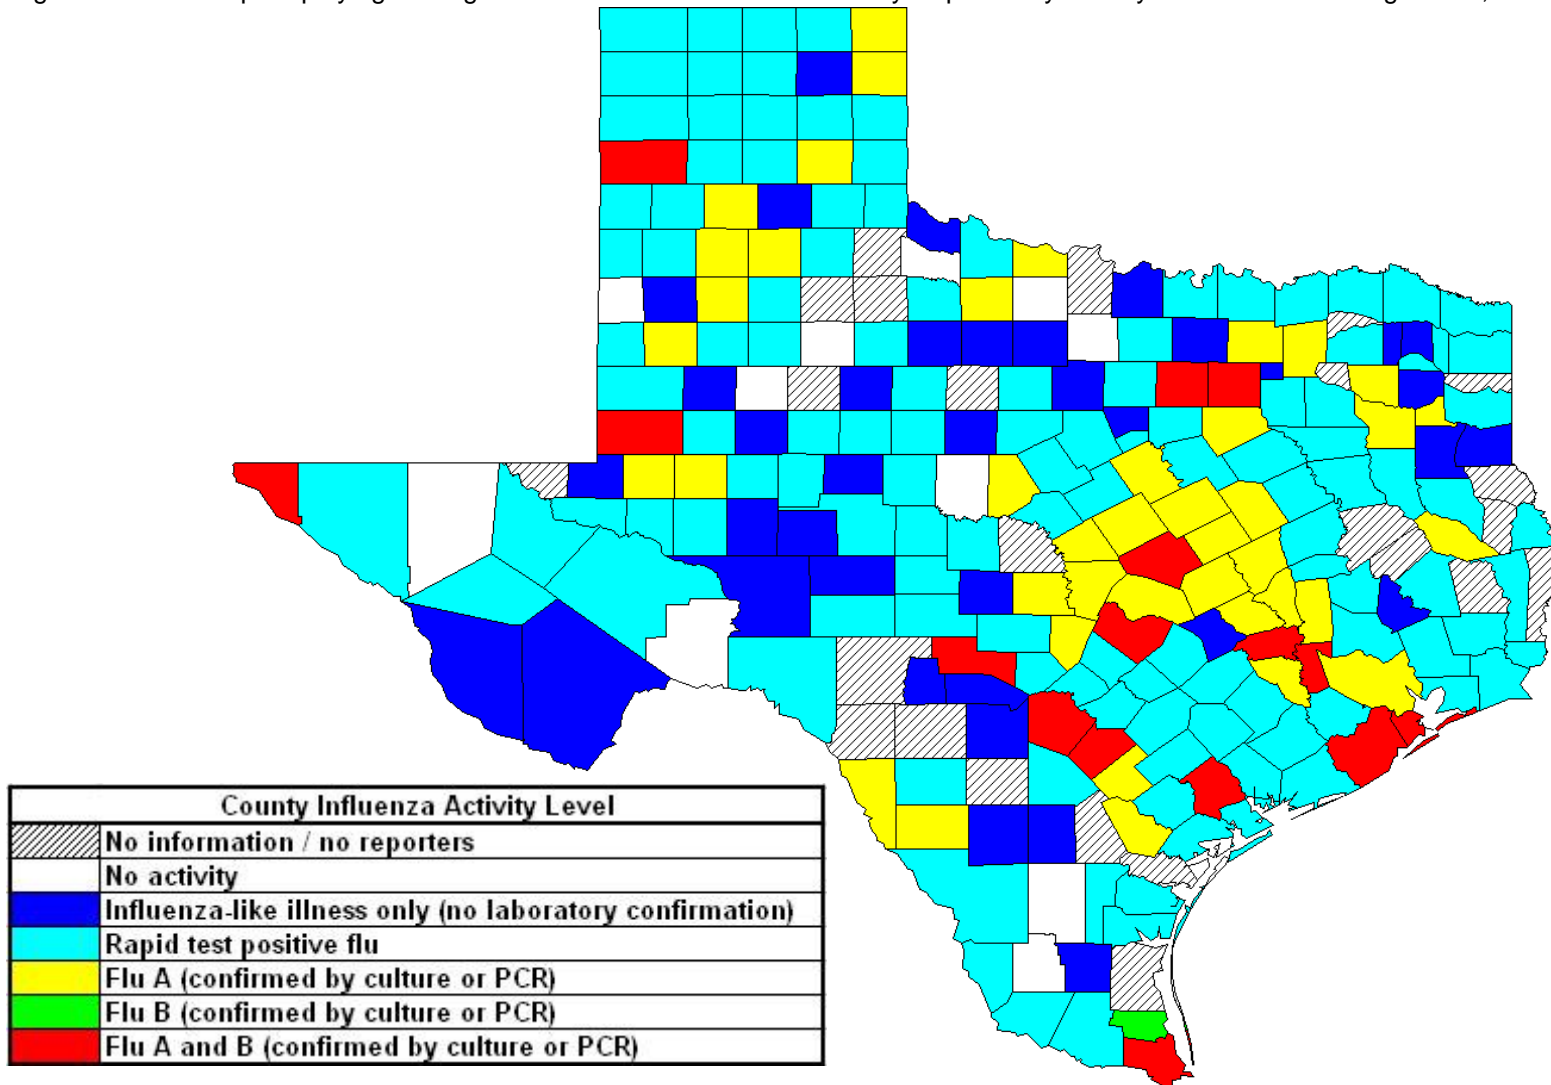 County Influenza Activity Level
No information / no reporters
No activity
Influenza-like illness only (no laboratory confirmation)
Rapid test positive flu
Flu A (confirmed by culture or PCR)
Flu B (confirmed by culture or PCR)
Flu A and B (confirmed by culture or PCR)